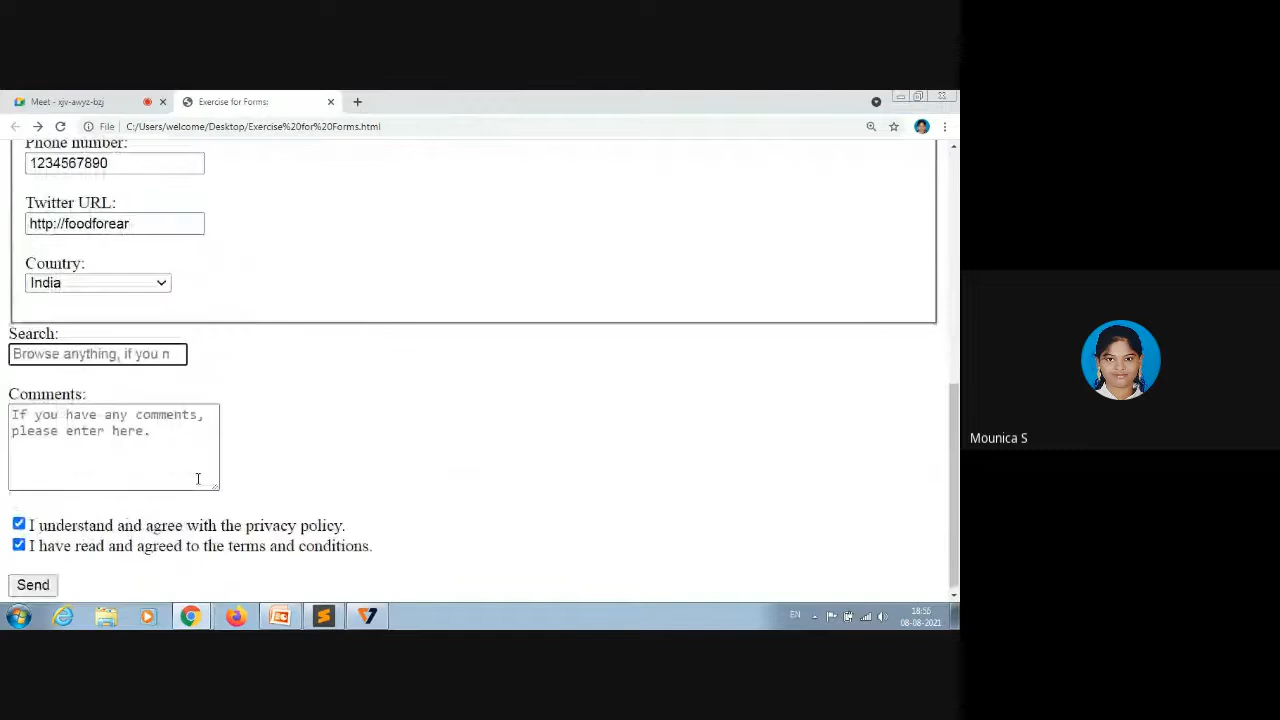 Meet - xjv-awyz-bzj
Exercise for Forms:
File
C:/Users/welcome/Desktop/Exercise%20for%20Forms.html
Phone number:
1234567890
Twitter URL:
http://foodforear
Country:
India
Search:
Browse anything, if you n
Comments:
If you have any comments,
please enter here.
I understand and agree with the privacy policy.
I have read and agreed to the terms and conditions.
Send
EN
18:55
08-08-2021
Mounica S